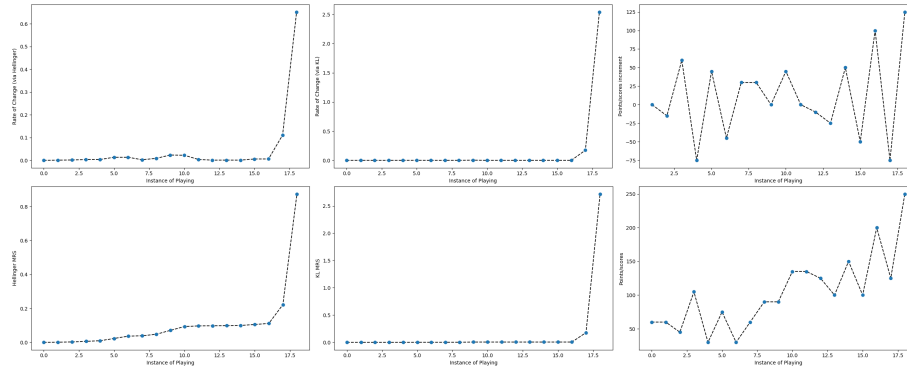 Rate of Change (via Hellinger)
0.6
0.5
0.4
0.3
0.2
0.1
0.0
0.0 2.5 5.0 7.5 10.0 12.5 15.0 17.5
Instance of Playing
Rate of Change (via KL)
2.5
2.0
1.5
1.0
0.5
0.0
0.0 2.5 5.0 7.5 10.0 12.5 15.0 17.5
Instance of Playing
Points/scores increment
125
100
75
50
25
0
−25
−50
−75
2.5 5.0 7.5 10.0 12.5 15.0 17.5
Instance of Playing
Hellinger MRS
0.8
0.6
0.4
0.2
0.0
0.0 2.5 5.0 7.5 10.0 12.5 15.0 17.5
Instance of Playing
KL MRS
2.5
2.0
1.5
1.0
0.5
0.0
0.0 2.5 5.0 7.5 10.0 12.5 15.0 17.5
Instance of Playing
Points/scores
250
200
150
100
50
0.0 2.5 5.0 7.5 10.0 12.5 15.0 17.5
Instance of Playing